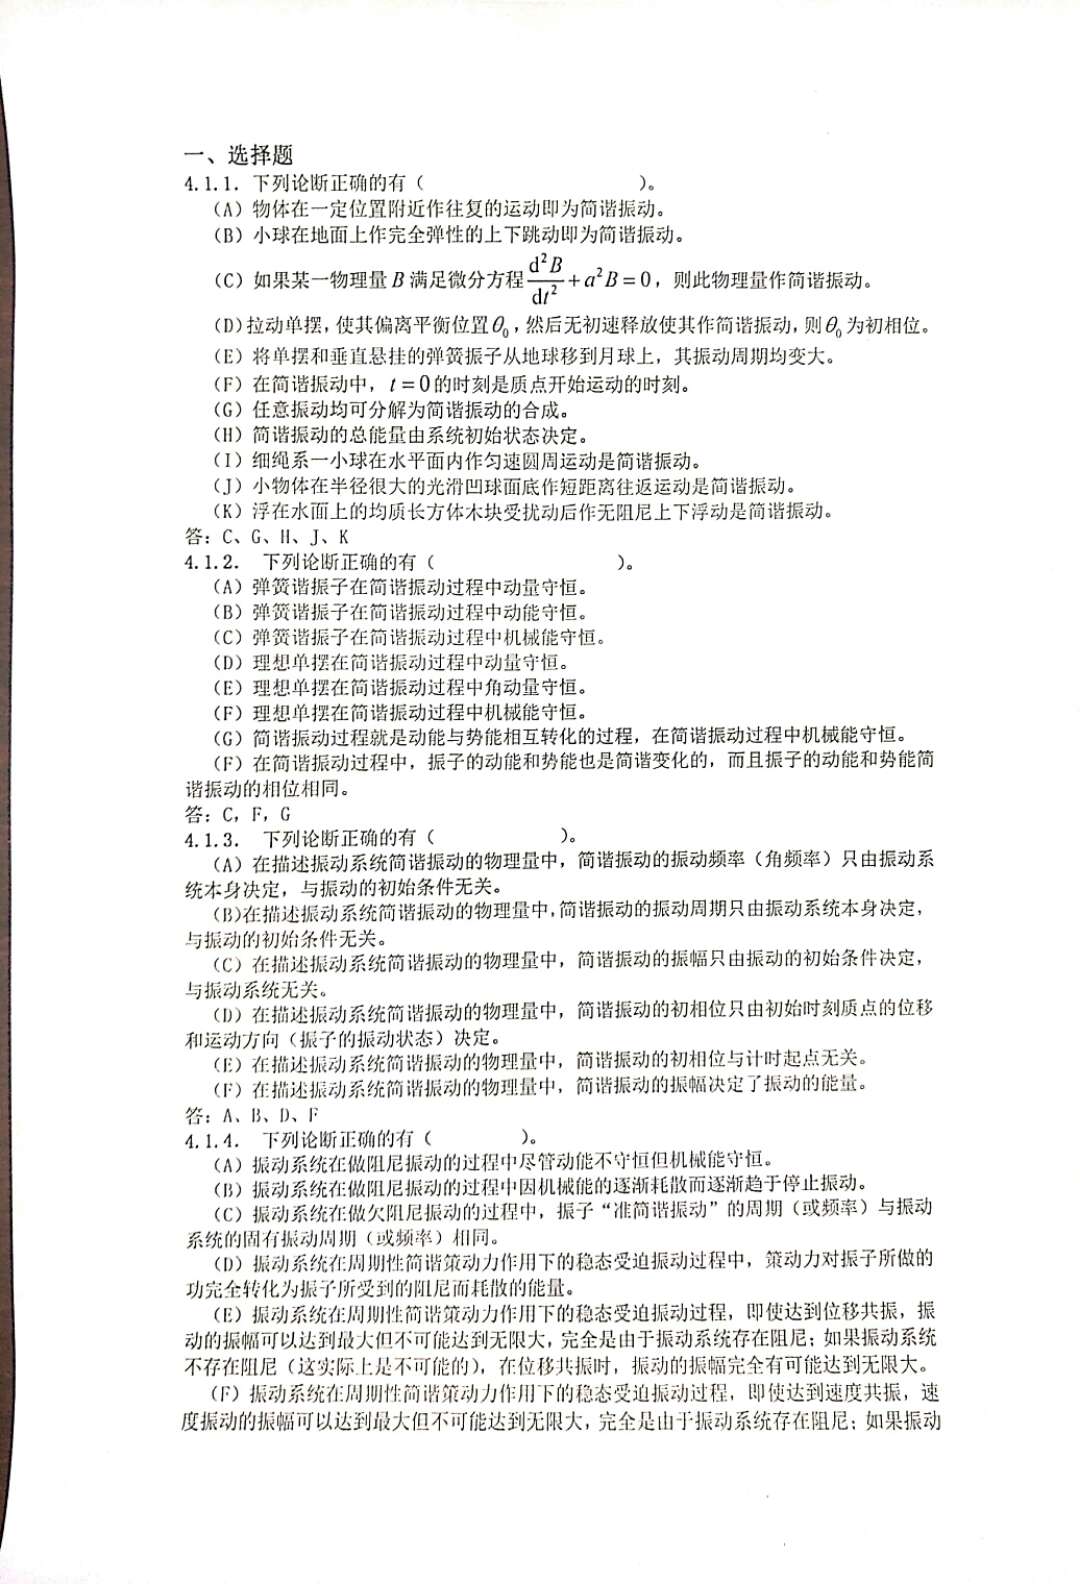 一、选择题
4.1.1. 下列论断正确的有（ ）。
（A）物体在一定位置附近作往复的运动即为简谐振动。
（B）小球在地面上作完全弹性的上下跳动即为简谐振动。
（C）如果某一物理量 B 满足微分方程 d²B/dt² + a²B = 0，则此物理量作简谐振动。
（D）拉动单摆，使其偏离平衡位置θ₀，然后无初速释放使其作简谐振动，则θ₀为初相位。
（E）将单摆和垂直悬挂的弹簧振子从地球移到月球上，其振动周期均变大。
（F）在简谐振动中，t = 0的时刻是质点开始运动的时刻。
（G）任意振动均可分解为简谐振动的合成。
（H）简谐振动的总能量由系统初始状态决定。
（I）细绳系一小球在水平面内作匀速圆周运动是简谐振动。
（J）小物体在半径很大的光滑凹球面底作短距离往返运动是简谐振动。
（K）浮在水面上的均质长方体木块受扰动后作无阻尼上下浮动是简谐振动。
答：C、G、H、J、K
4.1.2. 下列论断正确的有（ ）。
（A）弹簧谐振子在简谐振动过程中动量守恒。
（B）弹簧谐振子在简谐振动过程中动能守恒。
（C）弹簧谐振子在简谐振动过程中机械能守恒。
（D）理想单摆在简谐振动过程中动量守恒。
（E）理想单摆在简谐振动过程中角动量守恒。
（F）理想单摆在简谐振动过程中机械能守恒。
（G）简谐振动过程就是动能与势能相互转化的过程，在简谐振动过程中机械能守恒。
（F）在简谐振动过程中，振子的动能和势能也是简谐变化的，而且振子的动能和势能简
谐振动的相位相同。
答：C，F，G
4.1.3. 下列论断正确的有（ ）。
（A）在描述振动系统简谐振动的物理量中，简谐振动的振动频率（角频率）只由振动系
统本身决定，与振动的初始条件无关。
（B)在描述振动系统简谐振动的物理量中，简谐振动的振动周期只由振动系统本身决定，
与振动的初始条件无关。
（C）在描述振动系统简谐振动的物理量中，简谐振动的振幅只由振动的初始条件决定，
与振动系统无关。
（D）在描述振动系统简谐振动的物理量中，简谐振动的初相位只由初始时刻质点的位移
和运动方向（振子的振动状态）决定。
（E）在描述振动系统简谐振动的物理量中，简谐振动的初相位与计时起点无关。
（F）在描述振动系统简谐振动的物理量中，简谐振动的振幅决定了振动的能量。
答：A、B、D、F
4.1.4. 下列论断正确的有（ ）。
（A）振动系统在做阻尼振动的过程中尽管动能不守恒但机械能守恒。
（B）振动系统在做阻尼振动的过程中因机械能的逐渐耗散而逐渐趋于停止振动。
（C）振动系统在做欠阻尼振动的过程中，振子“准简谐振动”的周期（或频率）与振动
系统的固有振动周期（或频率）相同。
（D）振动系统在周期性简谐策动力作用下的稳态受迫振动过程中，策动力对振子所做的
功完全转化为振子所受到的阻尼而耗散的能量。
（E）振动系统在周期性简谐策动力作用下的稳态受迫振动过程，即使达到位移共振，振
动的振幅可以达到最大但不可能达到无限大，完全是由于振动系统存在阻尼；如果振动系统
不存在阻尼（这实际上是不可能的），在位移共振时，振动的振幅完全有可能达到无限大。
（F）振动系统在周期性简谐策动力作用下的稳态受迫振动过程，即使达到速度共振，速
度振动的振幅可以达到最大但不可能达到无限大，完全是由于振动系统存在阻尼；如果振动